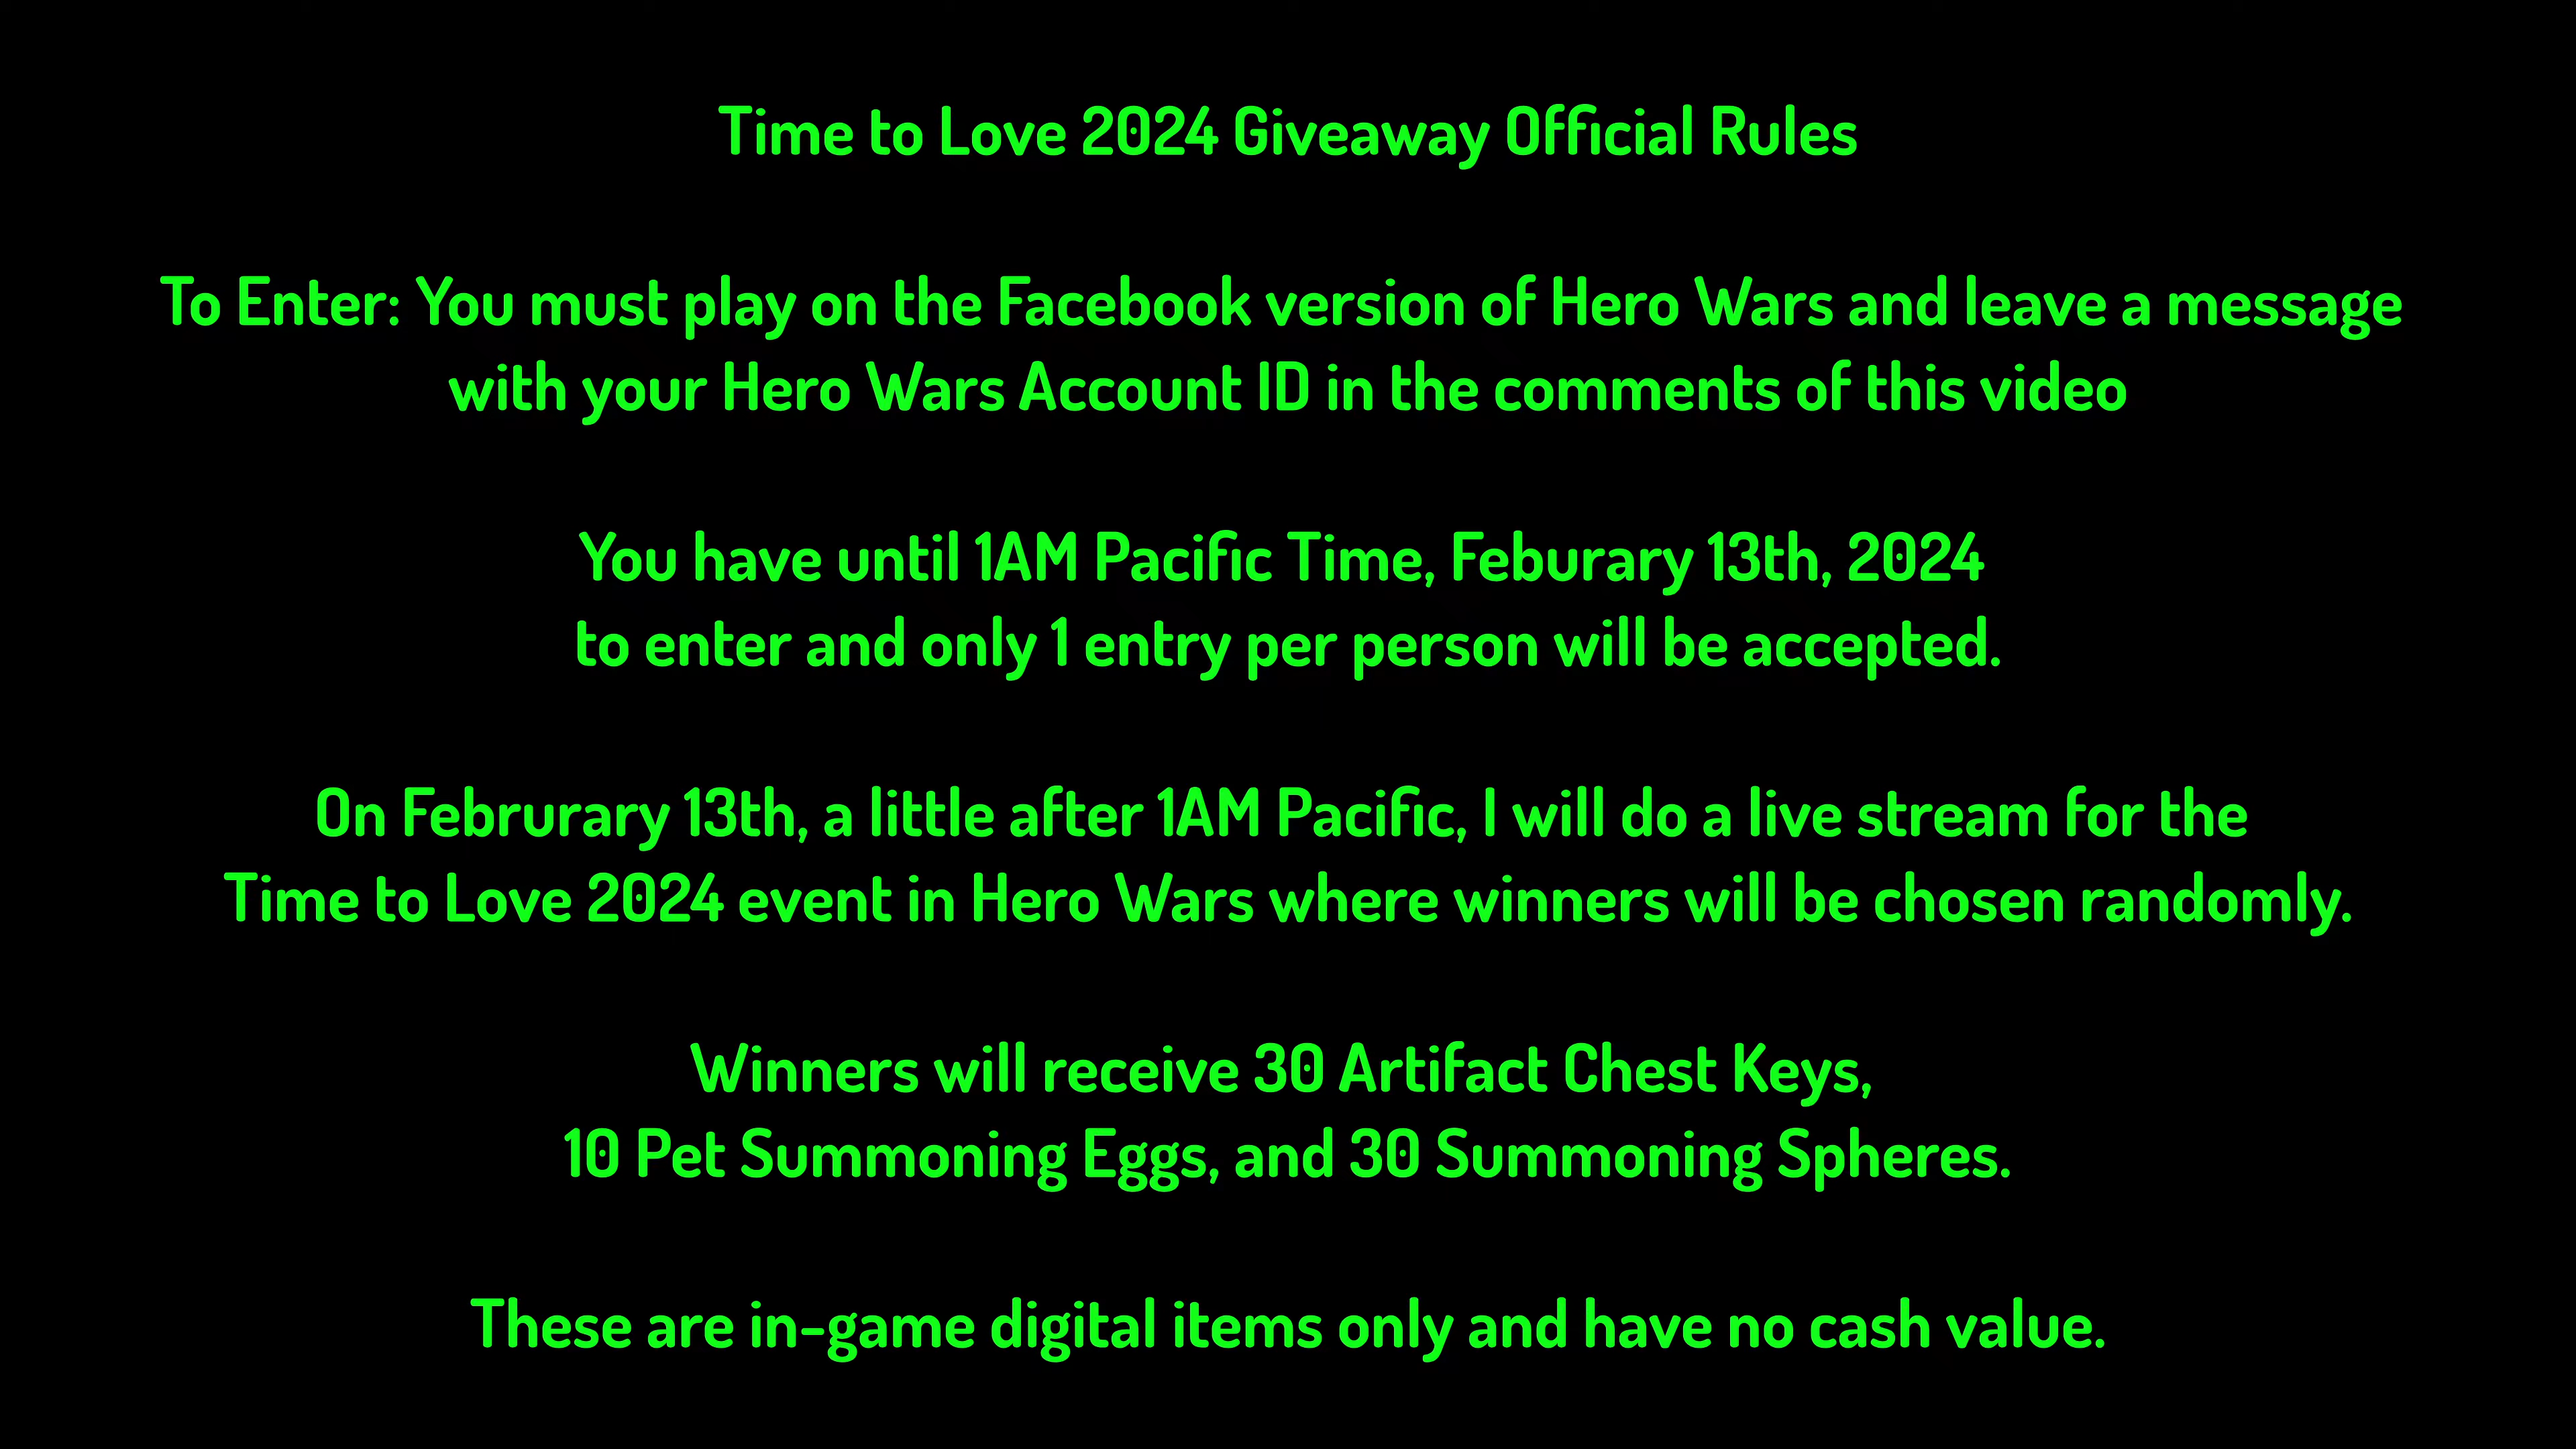 Time to Love 2024 Giveaway Official Rules
To Enter: You must play on the Facebook version of Hero Wars and leave a message
with your Hero Wars Account ID in the comments of this video
You have until 1AM Pacific Time, Feburary 13th, 2024
to enter and only 1 entry per person will be accepted.
On Februrary 13th, a little after 1AM Pacific, I will do a live stream for the
Time to Love 2024 event in Hero Wars where winners will be chosen randomly.
Winners will receive 30 Artifact Chest Keys,
10 Pet Summoning Eggs, and 30 Summoning Spheres.
These are in-game digital items only and have no cash value.